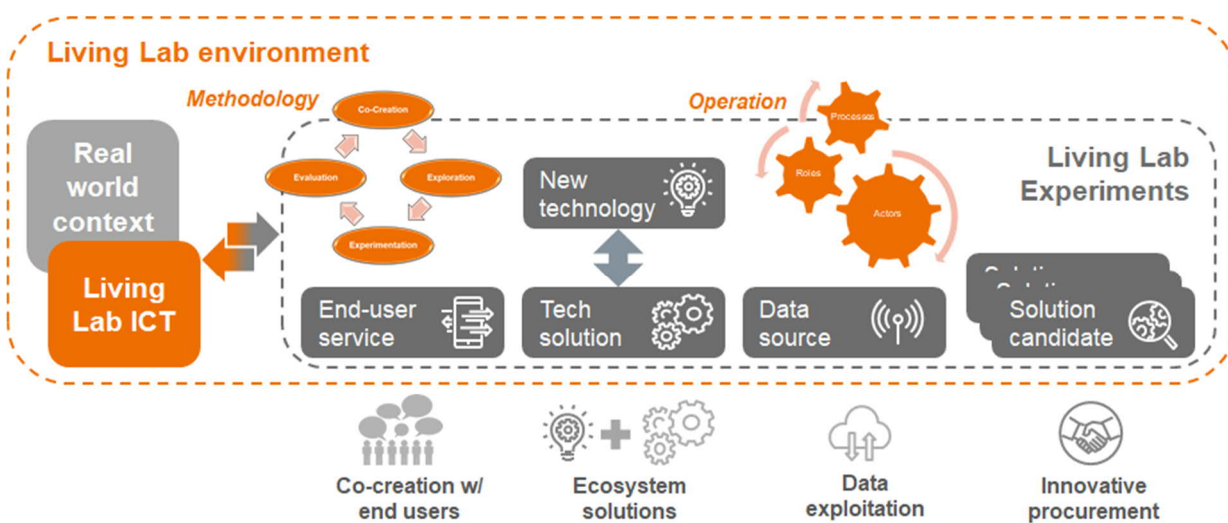 Living Lab environment
Methodology
Operation
Co-Creation
Evaluation
Exploration
Experimentation
Processes
Roles
Actors
Real
world
context
Living
Lab ICT
Living Lab
Experiments
New
technology
End-user
service
Tech
solution
Data
source
Solution
candidate
Co-creation w/
end users
Ecosystem
solutions
Data
exploitation
Innovative
procurement